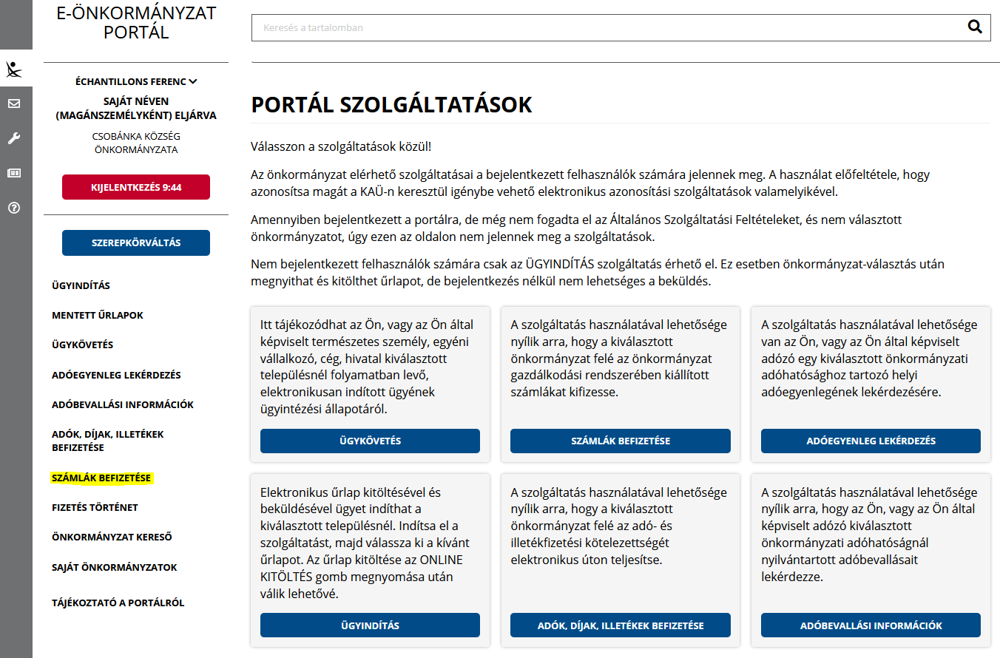 E-ÖNKORMÁNYZAT
PORTÁL
ÉCHANTILLONS FERENC
SAJÁT NÉVEN
(MAGÁNSZEMÉLYKÉNT) ELJÁRVA
CSOBÁNKA KÖZSÉG
ÖNKORMÁNYZATA
KIJELENTKEZÉS 9:44
SZEREPKÖRVÁLTÁS
ÜGYINDÍTÁS
MENTETT ŰRLAPOK
ÜGYKÖVETÉS
ADÓEGYENLEG LEKÉRDEZÉS
ADÓBEVALLÁSI INFORMÁCIÓK
ADÓK, DÍJAK, ILLETÉKEK
BEFIZETÉSE
SZÁMLÁK BEFIZETÉSE
FIZETÉS TÖRTÉNET
ÖNKORMÁNYZAT KERESŐ
SAJÁT ÖNKORMÁNYZATOK
TÁJÉKOZTATÓ A PORTÁLRÓL
Keresés a tartalomban
PORTÁL SZOLGÁLTATÁSOK
Válasszon a szolgáltatások közül!
Az önkormányzat elérhető szolgáltatásai a bejelentkezett felhasználók számára jelennek meg. A használat előfeltétele, hogy
azonosítsa magát a KAÜ-n keresztül igénybe vehető elektronikus azonosítási szolgáltatások valamelyikével.
Amennyiben bejelentkezett a portálra, de még nem fogadta el az Általános Szolgáltatási Feltételeket, és nem választott
önkormányzatot, úgy ezen az oldalon nem jelennek meg a szolgáltatások.
Nem bejelentkezett felhasználók számára csak az ÜGYINDÍTÁS szolgáltatás érhető el. Ez esetben önkormányzat-választás után
megnyithat és kitölthet űrlapot, de bejelentkezés nélkül nem lehetséges a beküldés.
Itt tájékozódhat az Ön, vagy az Ön által
képviselt természetes személy, egyéni
vállalkozó, cég, hivatal kiválasztott
településnél folyamatban levő,
elektronikusan indított ügyének
ügyintézési állapotáról.
ÜGYKÖVETÉS
A szolgáltatás használatával lehetősége
nyílik arra, hogy a kiválasztott
önkormányzat felé az önkormányzat
gazdálkodási rendszerében kiállított
számlákat kifizesse.
SZÁMLÁK BEFIZETÉSE
A szolgáltatás használatával lehetősége
van az Ön, vagy az Ön által képviselt
adózó egy kiválasztott önkormányzati
adóhatósághoz tartozó helyi
adóegyenlegének lekérdezésére.
ADÓEGYENLEG LEKÉRDEZÉS
Elektronikus űrlap kitöltésével és
beküldésével ügyet indíthat a
kiválasztott településnél. Indítsa el a
szolgáltatást, majd válassza ki a kívánt
űrlapot. Az űrlap kitöltése az ONLINE
KITÖLTÉS gomb megnyomása után
válik lehetővé.
ÜGYINDÍTÁS
A szolgáltatás használatával lehetősége
nyílik arra, hogy a kiválasztott
önkormányzat felé az adó- és
illetékfizetési kötelezettségét
elektronikus úton teljesítse.
ADÓK, DÍJAK, ILLETÉKEK BEFIZETÉSE
A szolgáltatás használatával lehetősége
nyílik arra, hogy az Ön, vagy az Ön által
képviselt adózó kiválasztott
önkormányzati adóhatóságnál
nyilvántartott adóbevallásait
lekérdezze.
ADÓBEVALLÁSI INFORMÁCIÓK